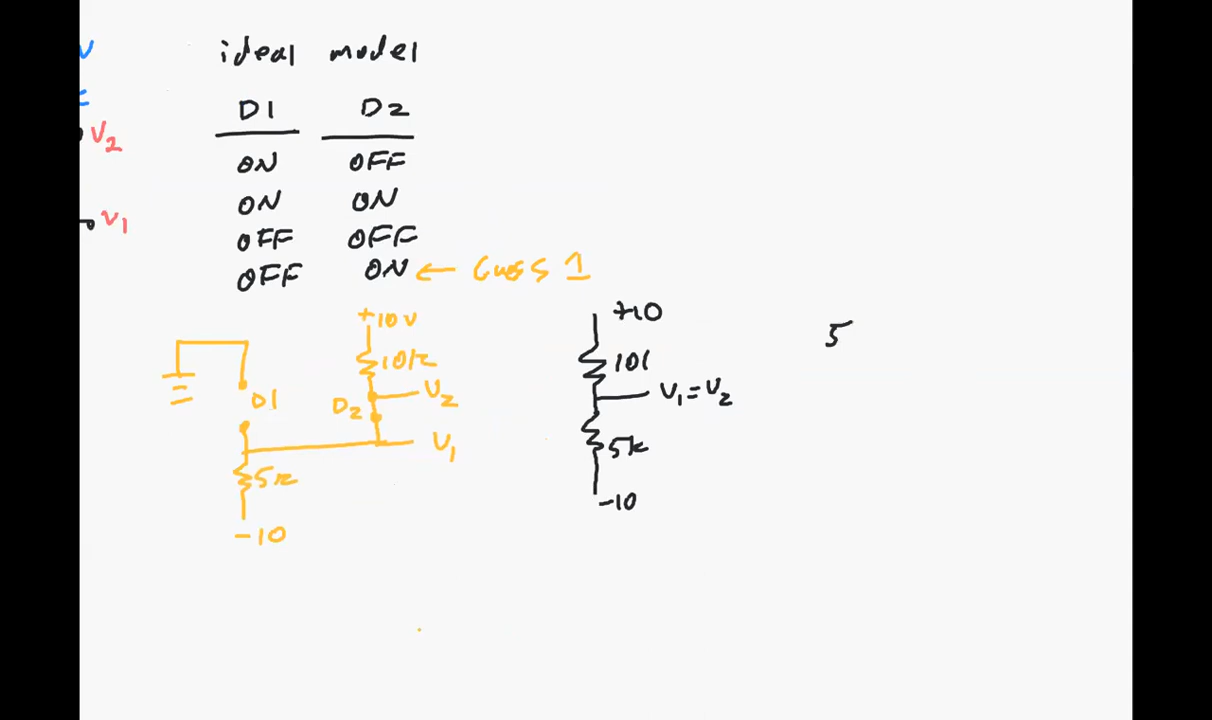 V
=
V2
V1
ideal model
D1 D2
ON OFF
ON ON
OFF OFF
OFF ON ← Guess 1
+10V
10k
V2
D1
D2
V1
5k
-10
+10
10k
V1=V2
5k
-10
5